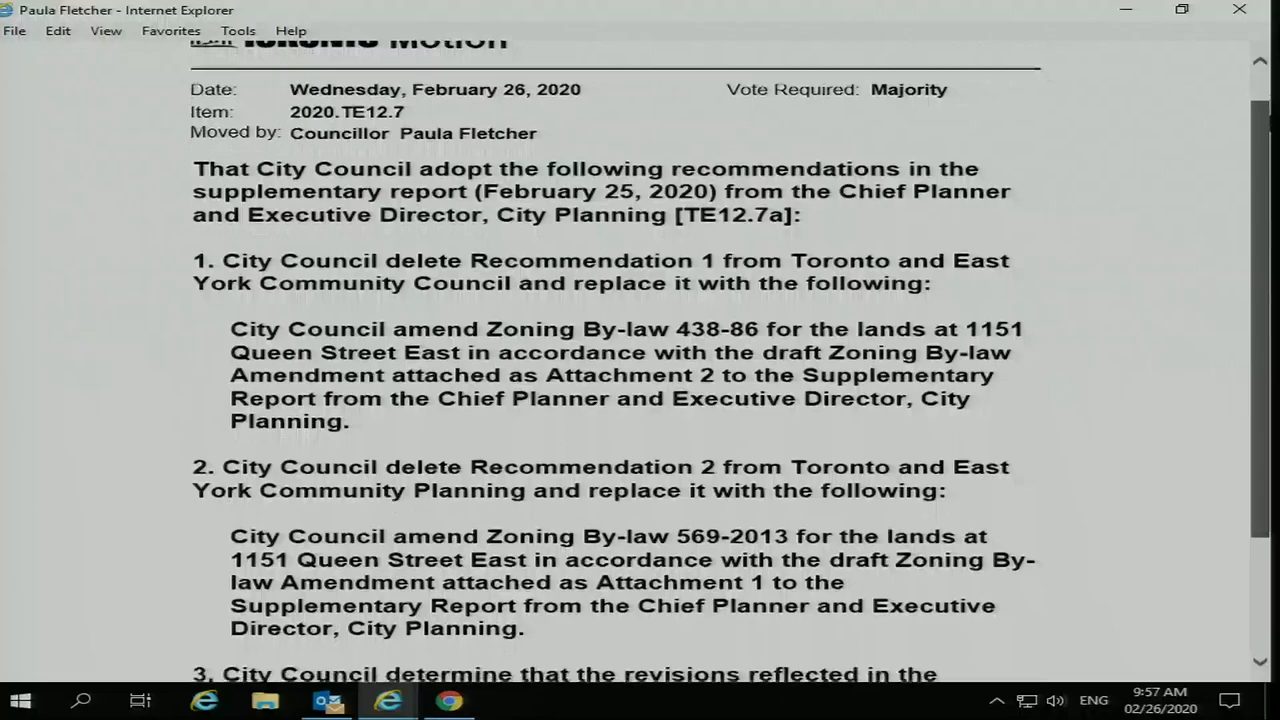 Paula Fletcher - Internet Explorer
File Edit View Favorites Tools Help
TORONTO Motion
Date: Wednesday, February 26, 2020 Vote Required: Majority
Item: 2020.TE12.7
Moved by: Councillor Paula Fletcher
That City Council adopt the following recommendations in the
supplementary report (February 25, 2020) from the Chief Planner
and Executive Director, City Planning [TE12.7a]:
1. City Council delete Recommendation 1 from Toronto and East
York Community Council and replace it with the following:
City Council amend Zoning By-law 438-86 for the lands at 1151
Queen Street East in accordance with the draft Zoning By-law
Amendment attached as Attachment 2 to the Supplementary
Report from the Chief Planner and Executive Director, City
Planning.
2. City Council delete Recommendation 2 from Toronto and East
York Community Planning and replace it with the following:
City Council amend Zoning By-law 569-2013 for the lands at
1151 Queen Street East in accordance with the draft Zoning By-
law Amendment attached as Attachment 1 to the
Supplementary Report from the Chief Planner and Executive
Director, City Planning.
3. City Council determine that the revisions reflected in the
ENG 9:57 AM
02/26/2020